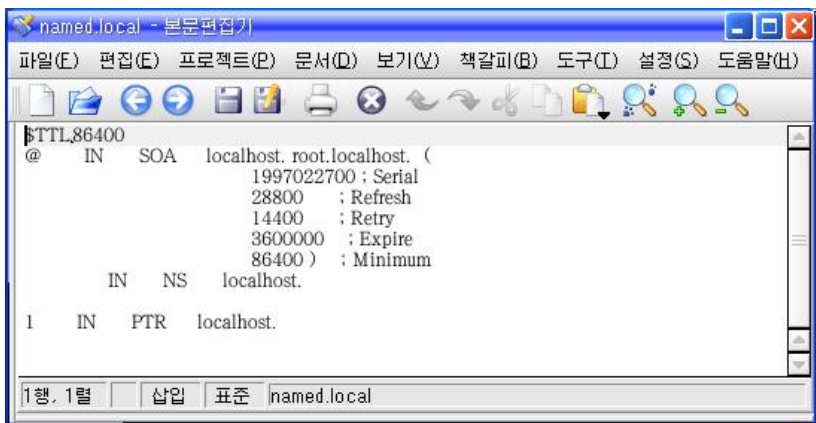 named.local - 본문편집기
파일(F) 편집(E) 프로젝트(P) 문서(D) 보기(V) 책갈피(B) 도구(T) 설정(S) 도움말(H)
$TTL 86400
@ IN SOA localhost. root.localhost. (
1997022700 ; Serial
28800 ; Refresh
14400 ; Retry
3600000 ; Expire
86400 ) ; Minimum
IN NS localhost.
1 IN PTR localhost.
1행, 1렬 삽입 표준 named.local